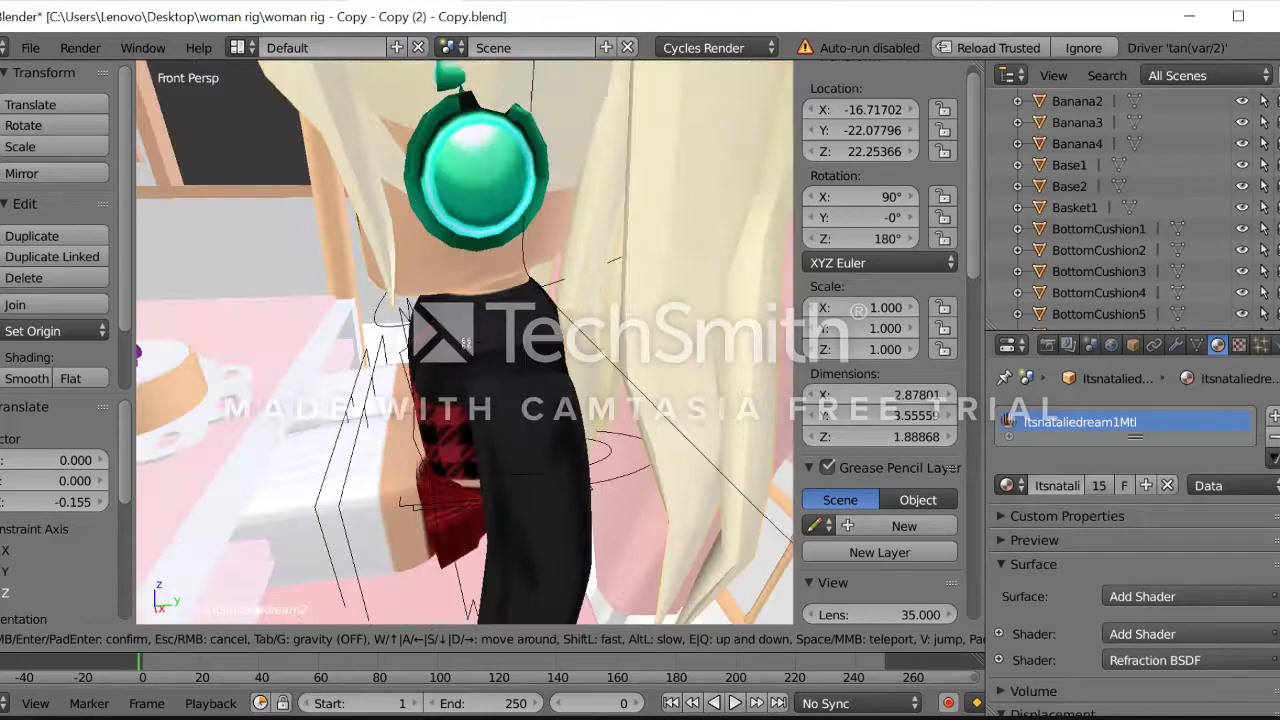 Blender* [C:\Users\Lenovo\Desktop\woman rig\woman rig - Copy - Copy (2) - Copy.blend]
File Render Window Help Default Scene Cycles Render Auto-run disabled Reload Trusted Ignore Driver 'tan(var/2)'
Transform
Translate
Rotate
Scale
Mirror
Edit
Duplicate
Duplicate Linked
Delete
Join
Set Origin
Shading:
Smooth Flat
0.000
0.000
-0.155
onstraint Axis
X
Y
Z
Front Persp
TechSmith®
MADE WITH CAMTASIA FREE TRIAL
z
y
x
Location:
X: -16.71702
Y: -22.07796
Z: 22.25366
Rotation:
X: 90°
Y: -0°
Z: 180°
XYZ Euler
Scale:
X: 1.000
Y: 1.000
Z: 1.000
Dimensions:
X: 2.87801
Y: 3.55559
Z: 1.88868
Grease Pencil Layer
Scene Object
New
New Layer
View
Lens: 35.000
View Search All Scenes
Banana2
Banana3
Banana4
Base1
Base2
Basket1
BottomCushion1
BottomCushion2
BottomCushion3
BottomCushion4
BottomCushion5
Itsnatalied... Itsnataliedre...
Itsnataliedream1Mtl
Itsnatali 15 F Data
Custom Properties
Preview
Surface
Surface: Add Shader
Shader: Add Shader
Shader: Refraction BSDF
Volume
Displacement
MB/Enter/PadEnter: confirm, Esc/RMB: cancel, Tab/G: gravity (OFF), W/↑|A/←|S/↓|D/→: move around, ShiftL: fast, AltL: slow, E|Q: up and down, Space/MMB: teleport, V: jump, Pa
-40 -20 0 20 40 60 80 100 120 140 160 180 200 220 240 260
View Marker Frame Playback Start: 1 End: 250 0 No Sync